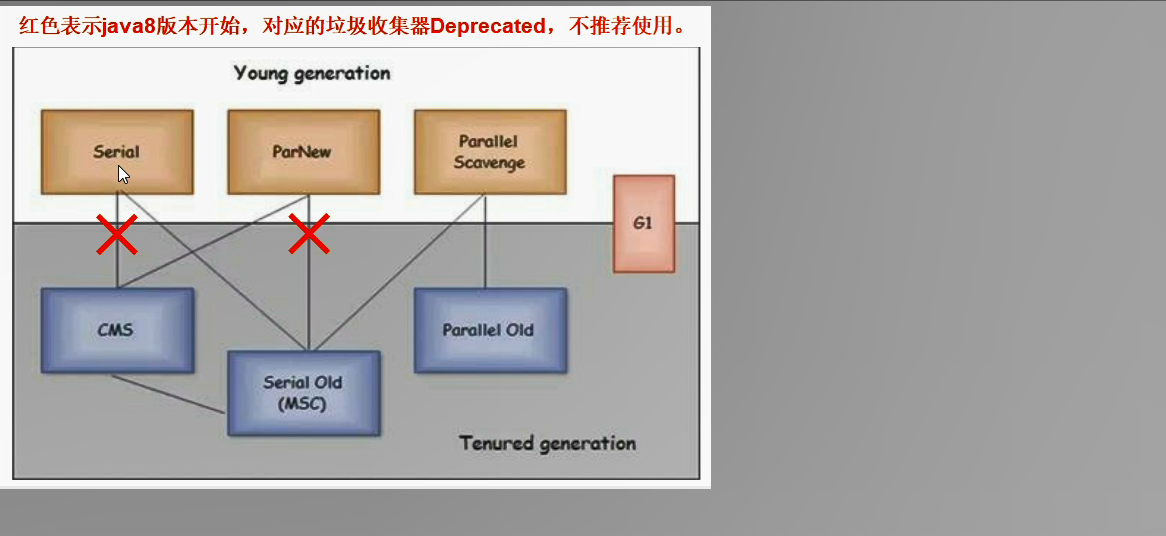 红色表示java8版本开始，对应的垃圾收集器Deprecated，不推荐使用。
Young generation
Serial
ParNew
Parallel
Scavenge
G1
CMS
Parallel Old
Serial Old
(MSC)
Tenured generation